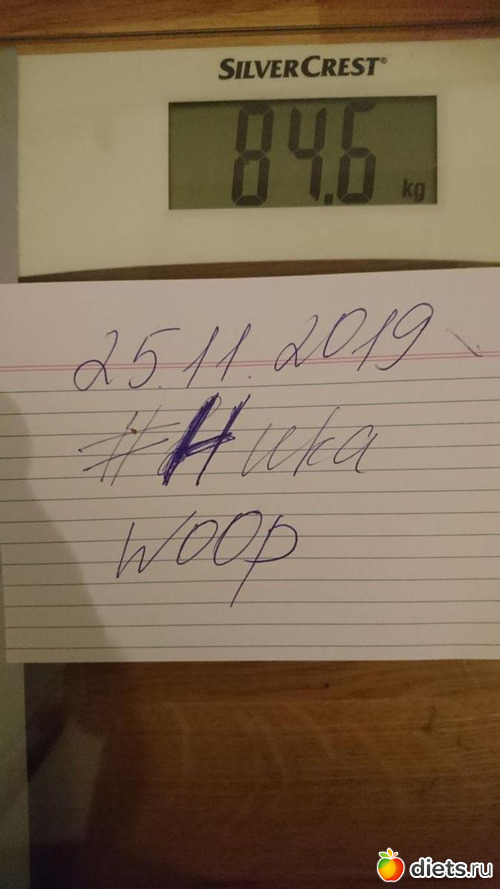 SILVERCREST®
84.6 kg
25.11.2019
#Ника
woop
diets.ru